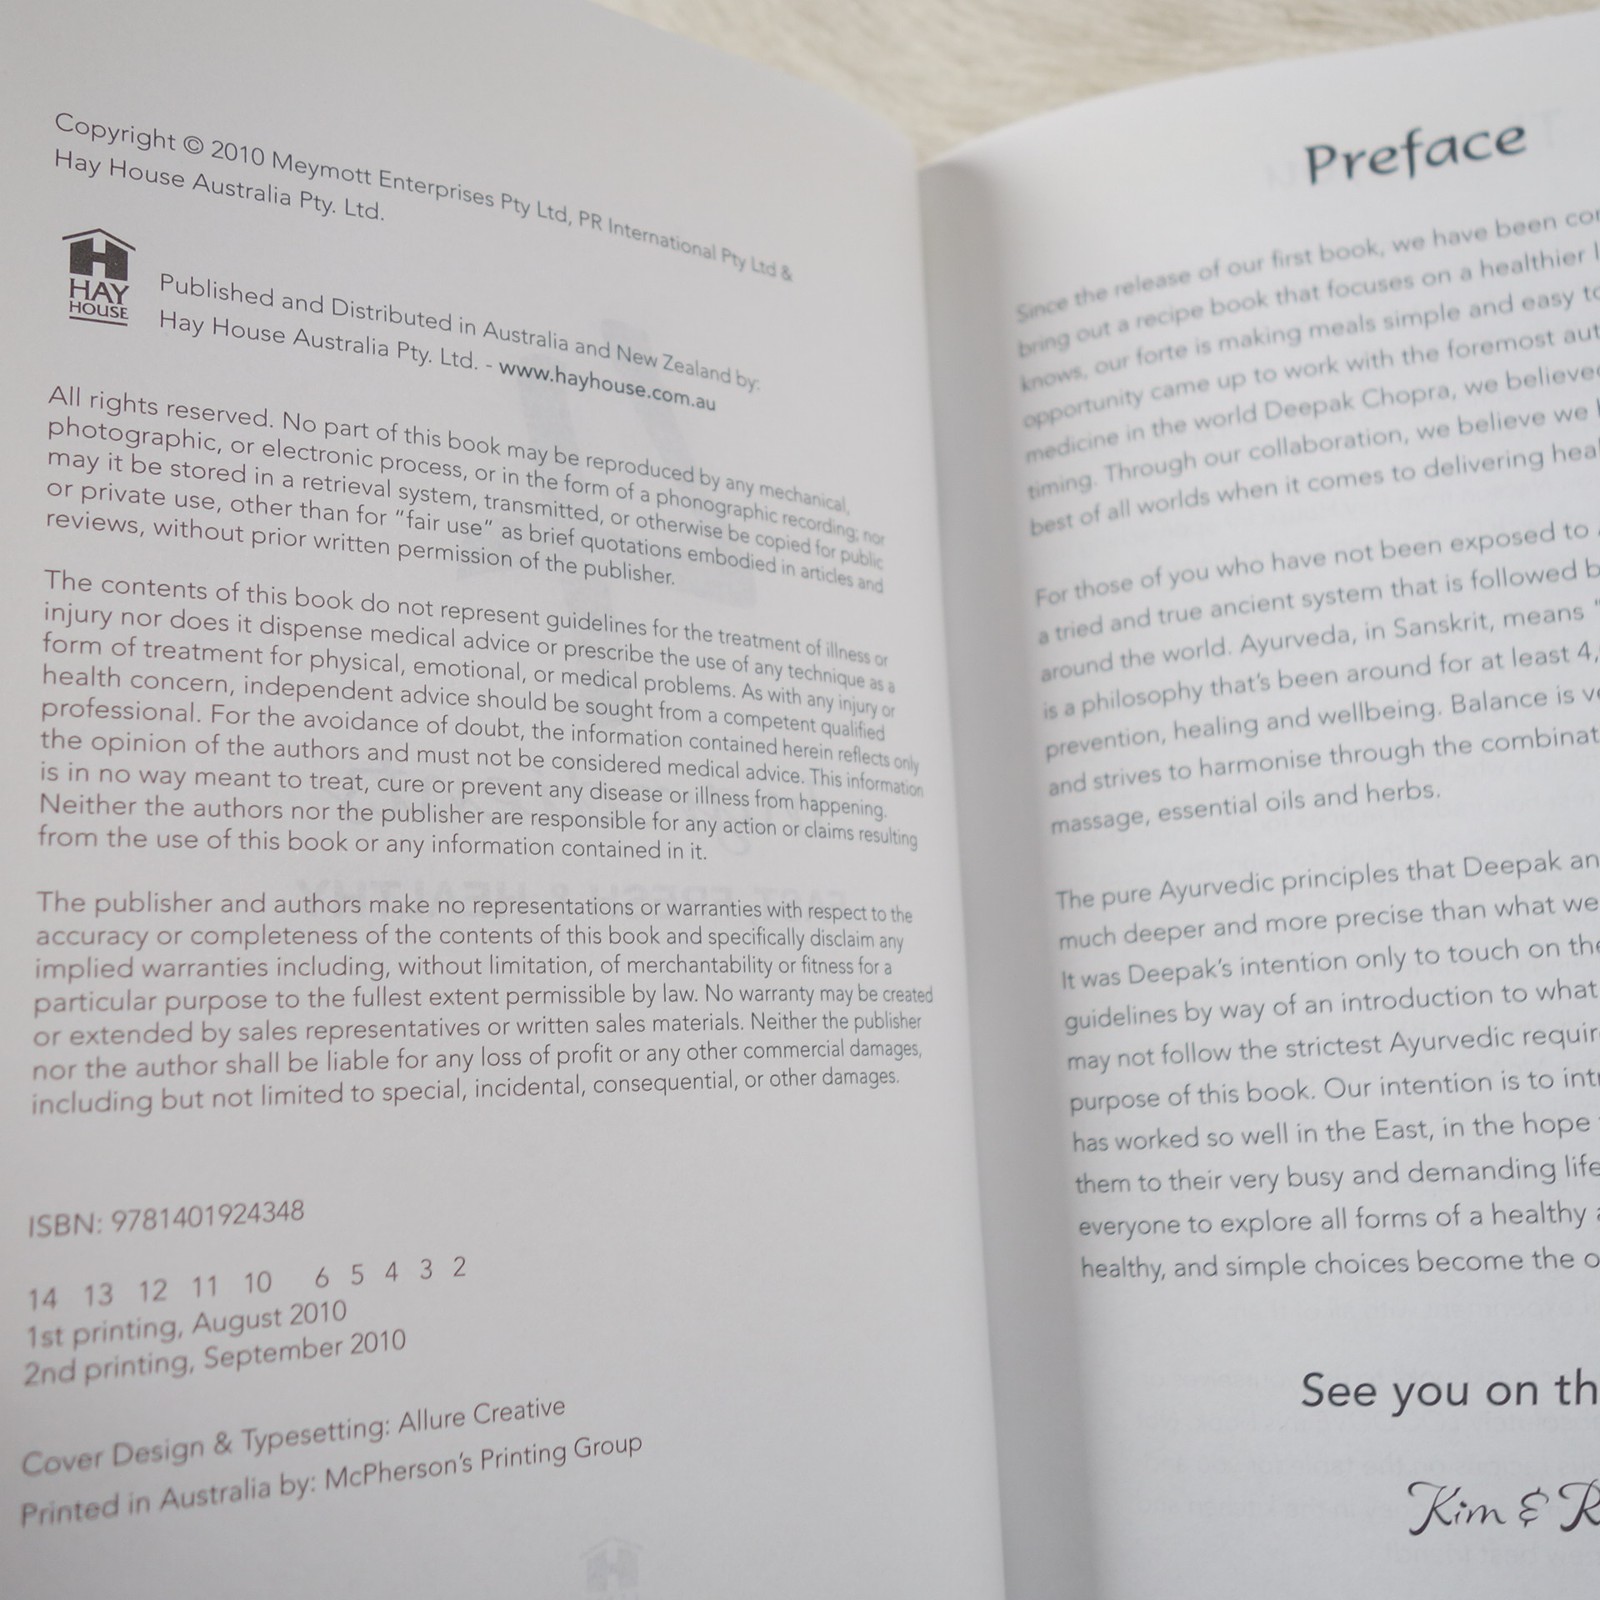 Copyright © 2010 Meymott Enterprises Pty Ltd, PR International Pty Ltd &
Hay House Australia Pty. Ltd.
HAY
HOUSE
Published and Distributed in Australia and New Zealand by:
Hay House Australia Pty. Ltd. - www.hayhouse.com.au
All rights reserved. No part of this book may be reproduced by any mechanical,
photographic, or electronic process, or in the form of a phonographic recording; nor
may it be stored in a retrieval system, transmitted, or otherwise be copied for public
or private use, other than for “fair use” as brief quotations embodied in articles and
reviews, without prior written permission of the publisher.
The contents of this book do not represent guidelines for the treatment of illness or
injury nor does it dispense medical advice or prescribe the use of any technique as a
form of treatment for physical, emotional, or medical problems. As with any injury or
health concern, independent advice should be sought from a competent qualified
professional. For the avoidance of doubt, the information contained herein reflects only
the opinion of the authors and must not be considered medical advice. This information
is in no way meant to treat, cure or prevent any disease or illness from happening.
Neither the authors nor the publisher are responsible for any action or claims resulting
from the use of this book or any information contained in it.
The publisher and authors make no representations or warranties with respect to the
accuracy or completeness of the contents of this book and specifically disclaim any
implied warranties including, without limitation, of merchantability or fitness for a
particular purpose to the fullest extent permissible by law. No warranty may be created
or extended by sales representatives or written sales materials. Neither the publisher
nor the author shall be liable for any loss of profit or any other commercial damages,
including but not limited to special, incidental, consequential, or other damages.
ISBN: 9781401924348
14 13 12 11 10 6 5 4 3 2
1st printing, August 2010
2nd printing, September 2010
Cover Design & Typesetting: Allure Creative
Printed in Australia by: McPherson’s Printing Group
Preface
Since the release of our first book, we have been
bring out a recipe book that focuses on a healthier
knows, our forte is making meals simple and easy
opportunity came up to work with the foremost
medicine in the world Deepak Chopra, we
timing. Through our collaboration, we believe we
best of all worlds when it comes to delivering
For those of you who have not been exposed to
a tried and true ancient system that is followed
around the world. Ayurveda, in Sanskrit, means “
is a philosophy that’s been around for at least 4,
prevention, healing and wellbeing. Balance is
and strives to harmonise through the
massage, essential oils and herbs.
The pure Ayurvedic principles that Deepak
much deeper and more precise than what we
It was Deepak’s intention only to touch on
guidelines by way of an introduction to what
may not follow the strictest Ayurvedic
purpose of this book. Our intention is to
has worked so well in the East, in the hope
them to their very busy and demanding
everyone to explore all forms of a healthy
healthy, and simple choices become the
See you on
Kim &